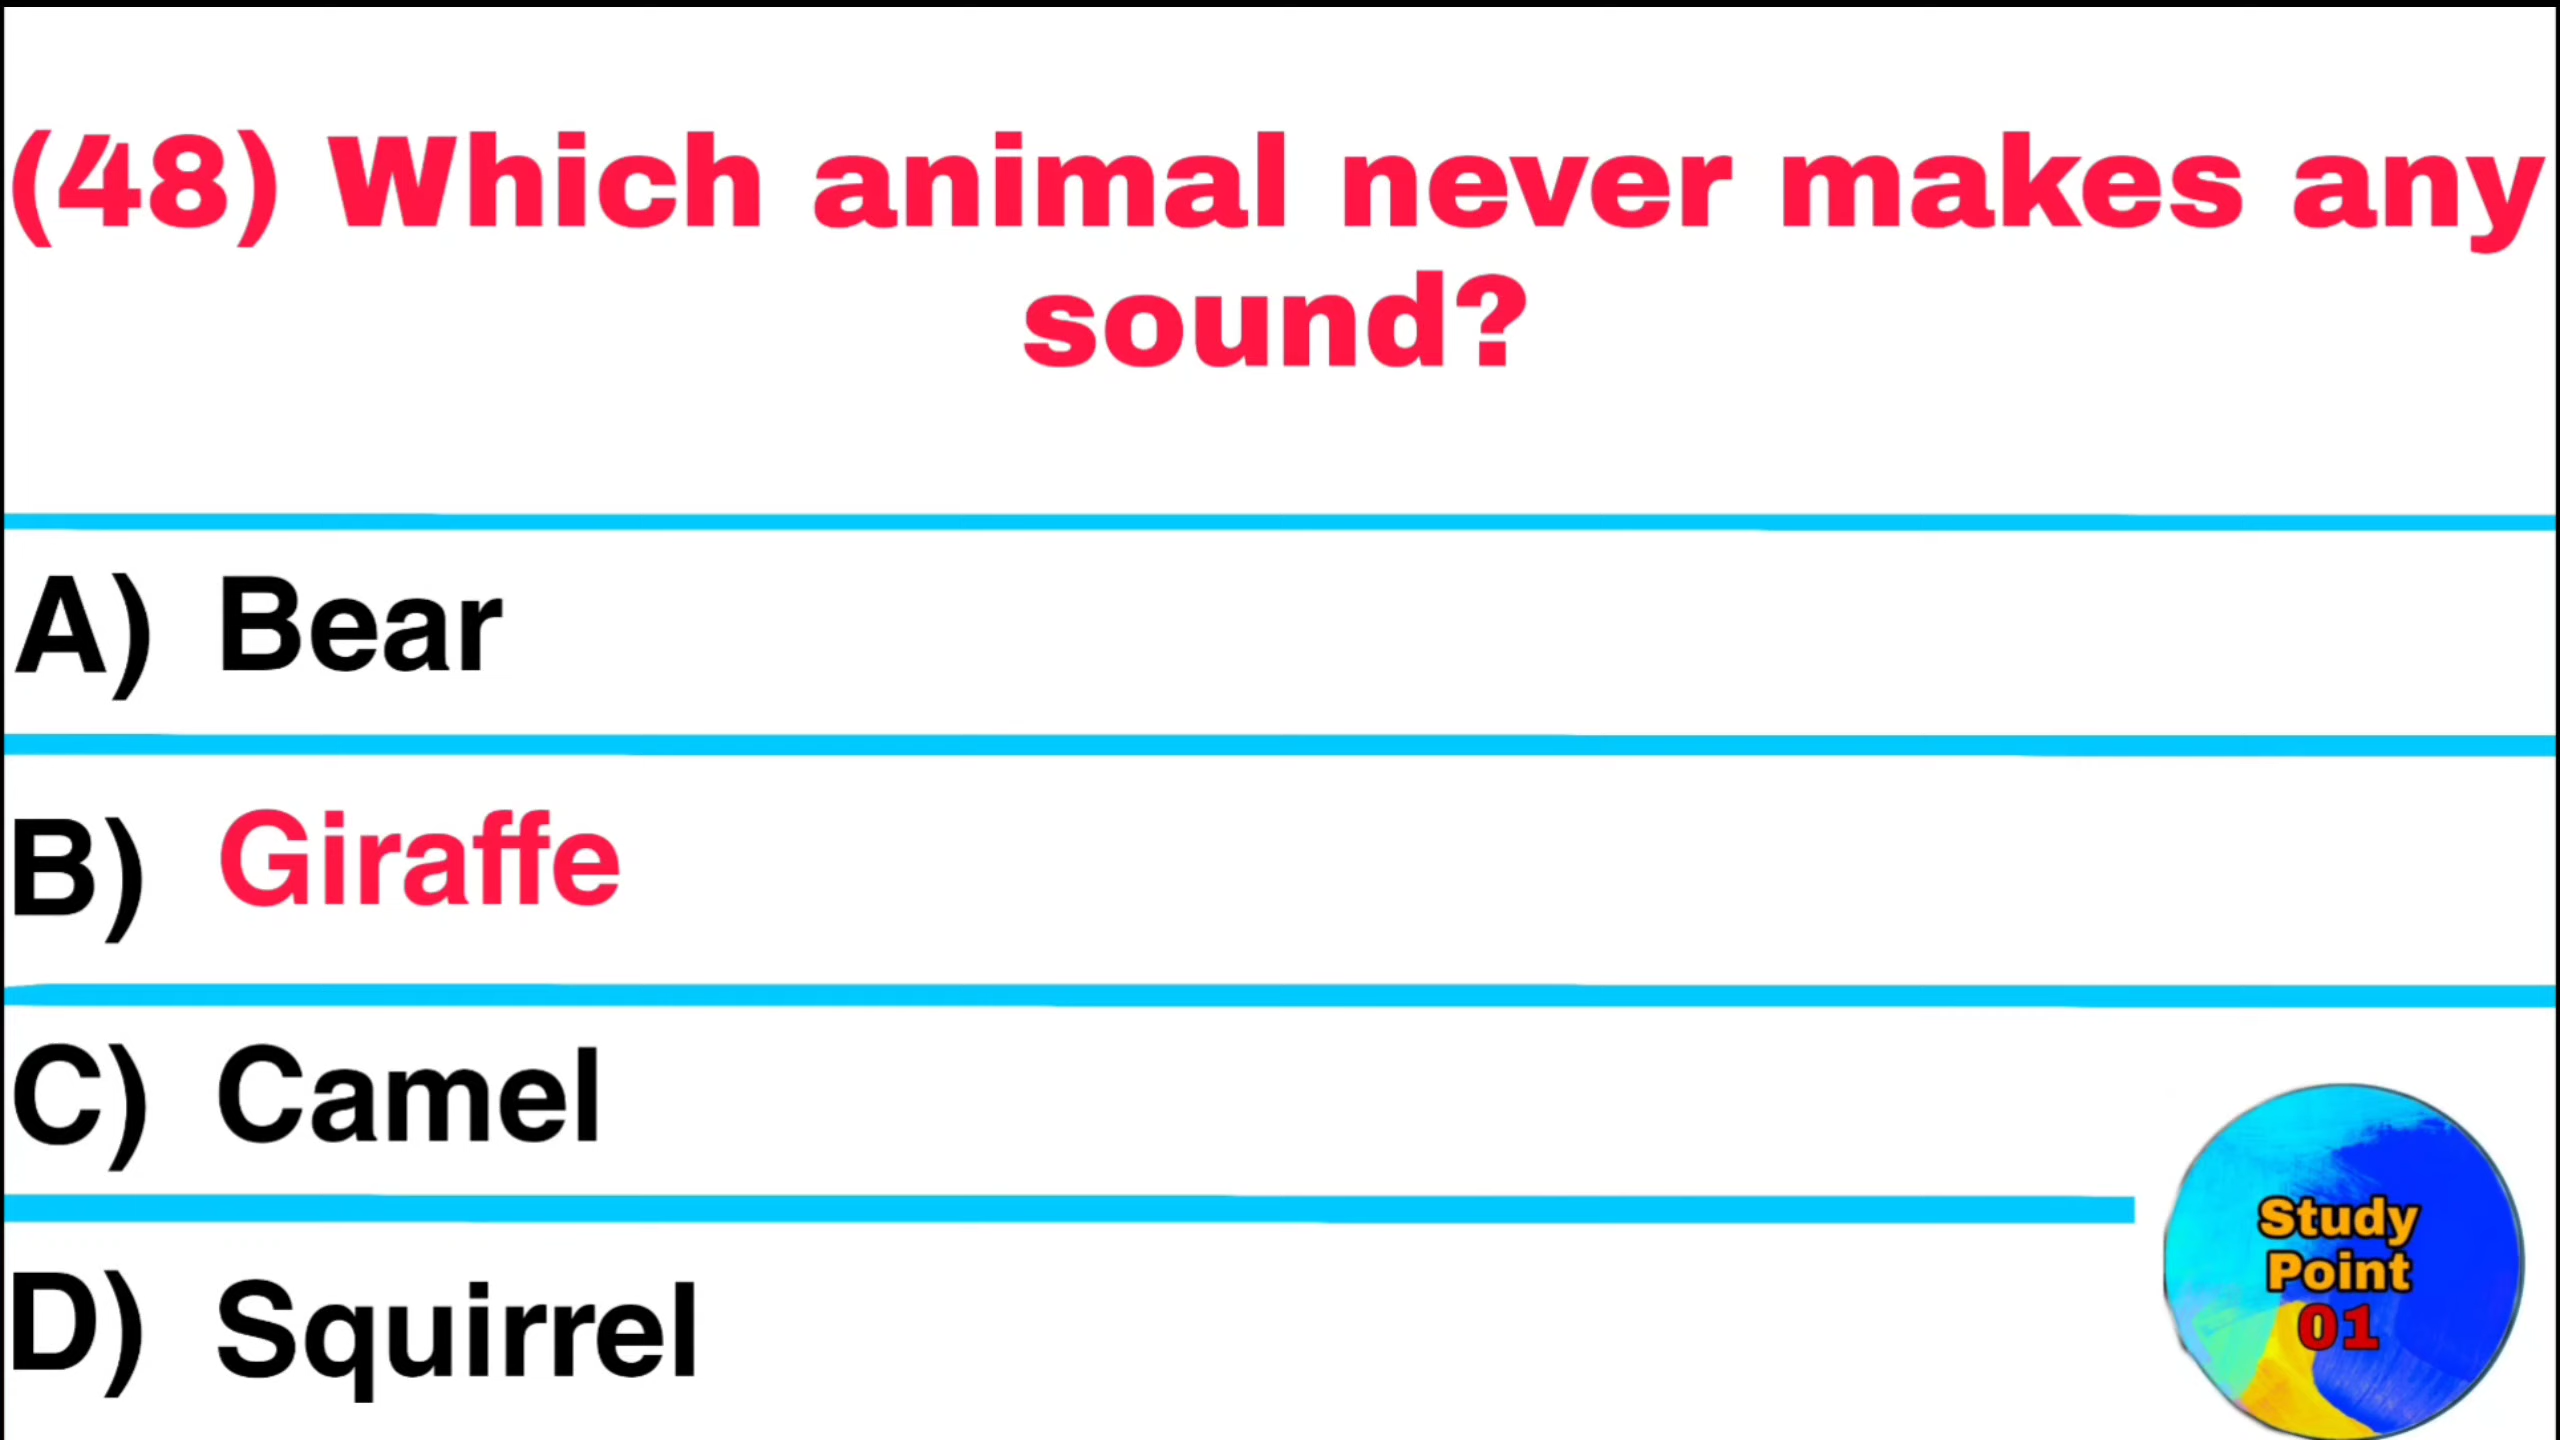 (48) Which animal never makes any
sound?
A) Bear
B) Giraffe
C) Camel
D) Squirrel
Study
Point
01